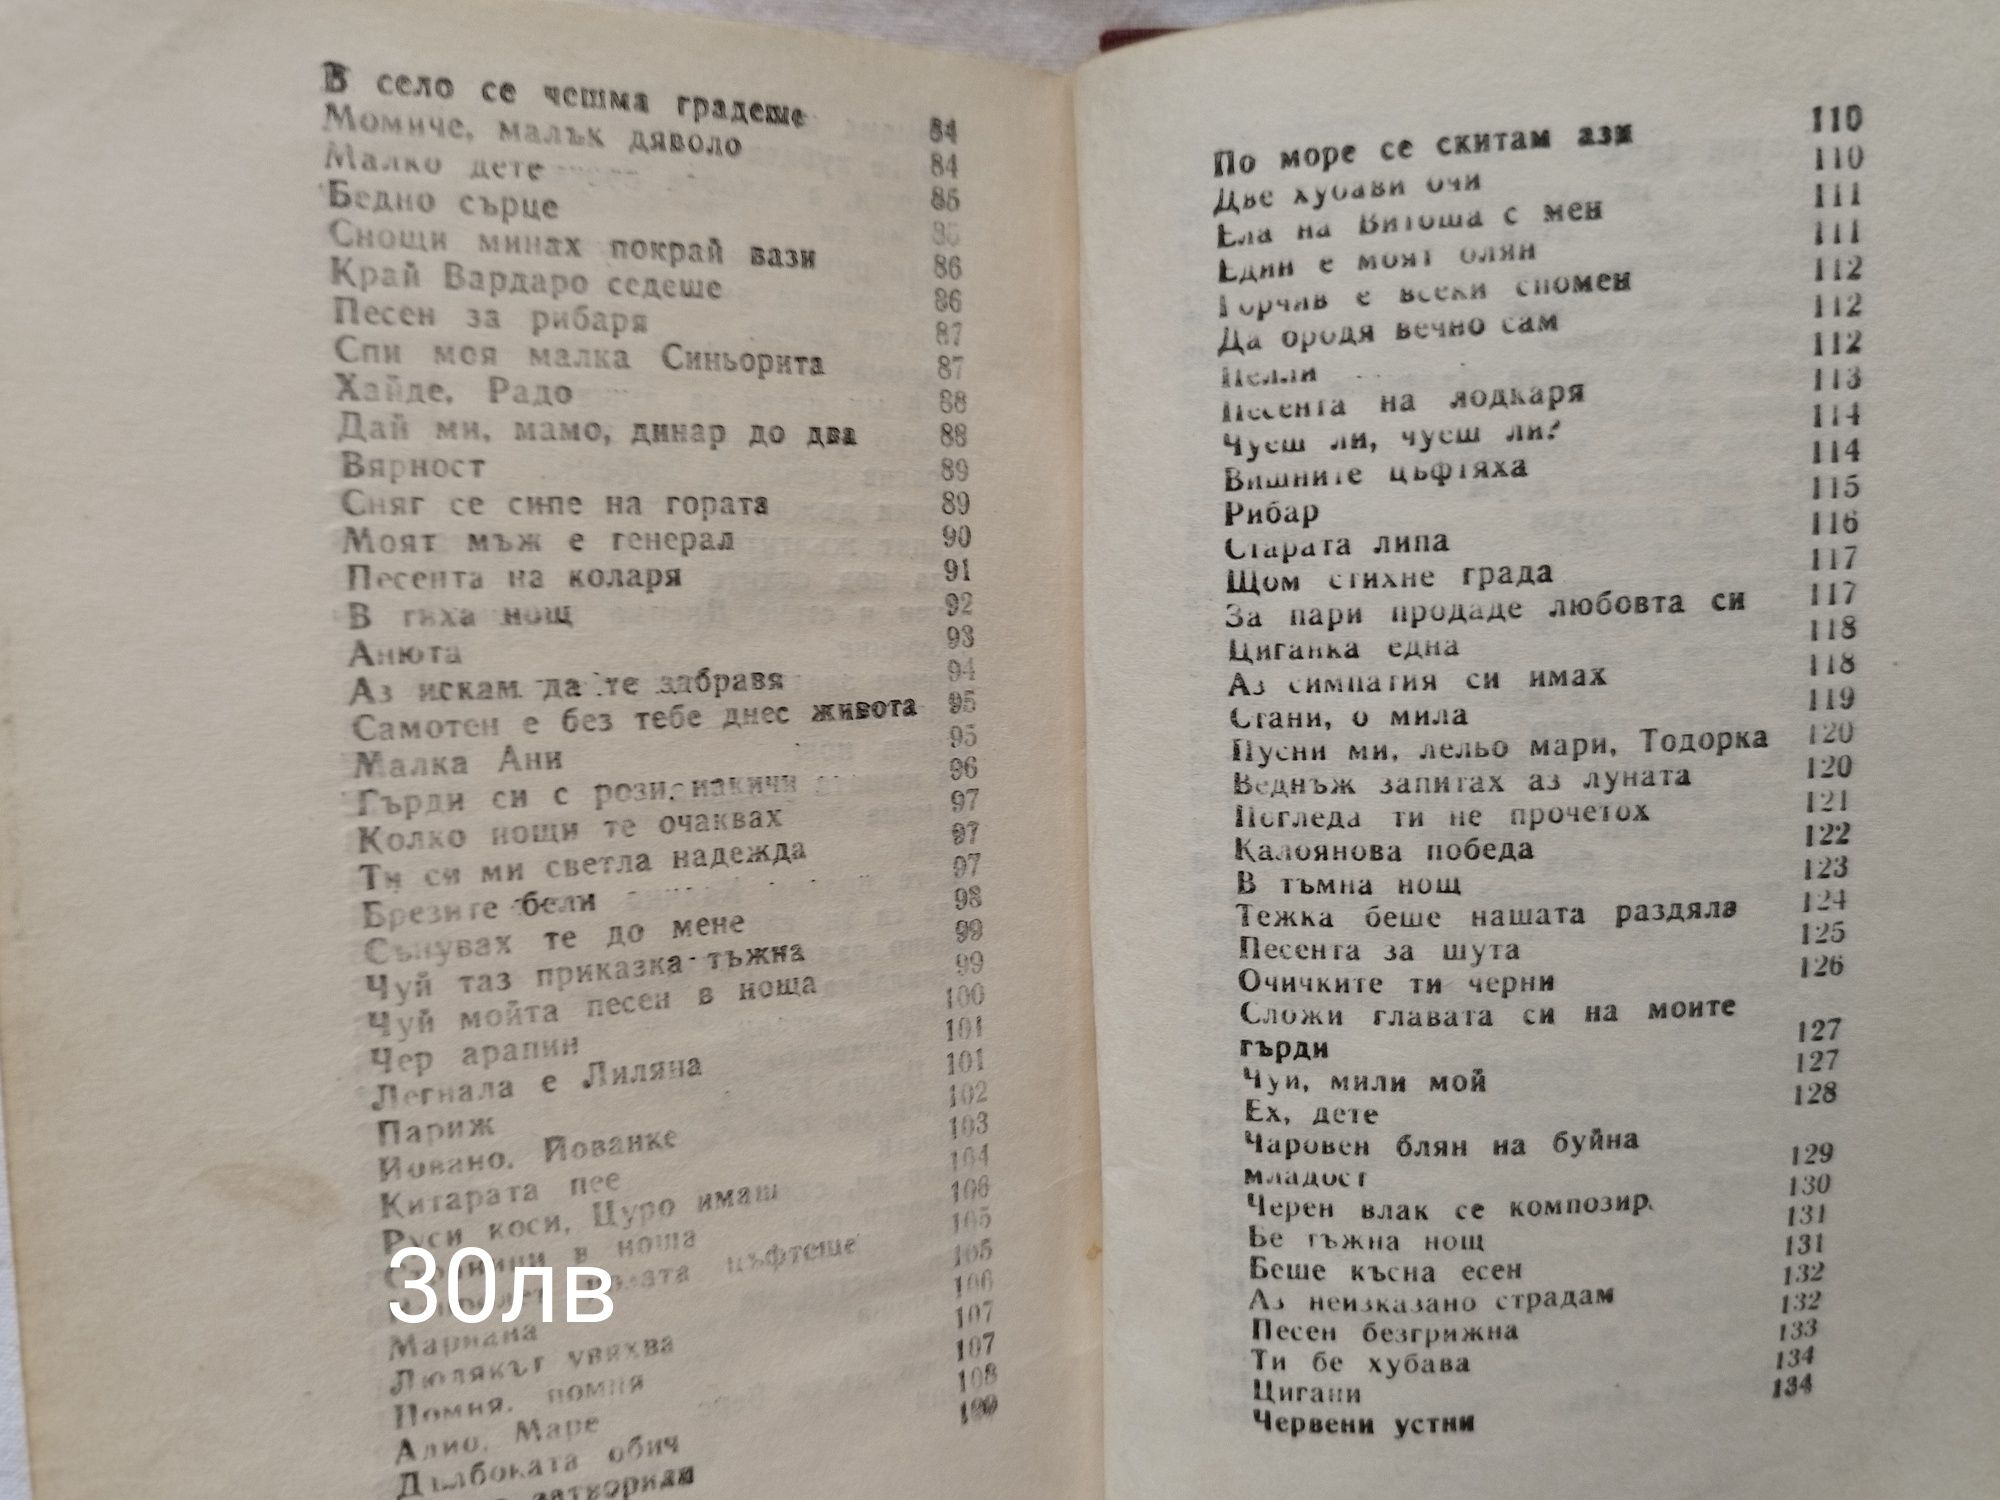 В село се чешма градеше 84
Момиче, малък дяволо 84
Малко дете 85
Бедно сърце 85
Снощи минах покрай вази 86
Край Вардаро седеше 86
Песен за рибаря 87
Спи моя малка Синьорита 87
Хайде, Радо 88
Дай ми, мамо, динар до два 88
Вярност 89
Сняг се сипе на гората 89
Моят мъж е генерал 90
Песента на коларя 91
В тиха нощ 92
Анюта 93
Аз искам да те забравя 94
Самотен е без тебе днес живота 95
Малка Ани 95
Гърди си с рози накичи 96
Колко нощи те очаквах 97
Ти си ми светла надежда 97
Брезите бели 97
Сънувах те до мене 98
Чуй таз приказка тъжна 99
Чуй мойта песен вноща 99
Чер арапин 100
Легнала е Лиляна 101
Париж 101
Йовано, Йованке 102
Китарата пее 103
Руси коси, Цуро имаш 104
в ноща 106
цъфтеше 105
Мариана 105
Люлякът увяхва 106
Помня, помня 107
Алио, Маре 107
Дълбоката обич 108
затворили 109
30лв
По море се скитам ази 110
Две хубави очи 110
Ела на Витоша с мен 111
Един е моят блян 111
Горчив е всеки спомен 112
Да бродя вечно сам 112
Нелли 112
Песента на лодкаря 113
Чуеш ли, чуеш ли? 114
Вишните цъфтяха 114
Рибар 115
Старата липа 116
Щом стихне града 117
За пари продаде любовта си 117
Циганка една 118
Аз симпатия си имах 118
Стани, о мила 119
Пусни ми, лельо мари, Тодорка 120
Веднъж запитах аз луната 120
Погледа ти не прочетох 121
Калоянова победа 122
В тъмна нощ 123
Тежка беше нашата раздяла 124
Песента за шута 125
Очичките ти черни 126
Сложи главата си на моите
гърди 127
Чуй, мили мой 127
Ех, дете 128
Чаровен блян на буйна
младост 129
Черен влак се композир 130
Бе тъжна нощ 131
Беше късна есен 131
Аз неизказано страдам 132
Песен безгрижна 132
Ти бе хубава 133
Цигани 134
Червени устни 134